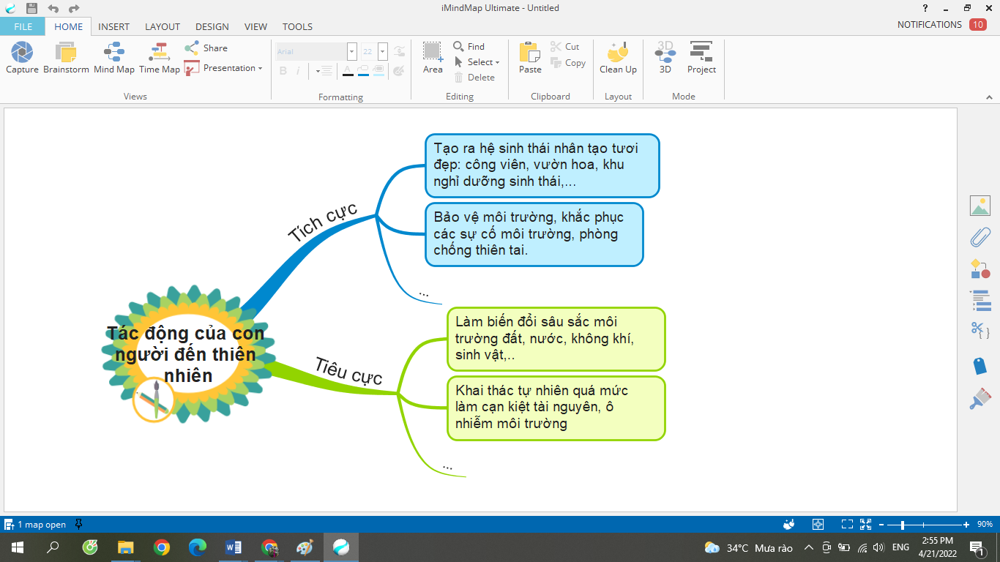 iMindMap Ultimate - Untitled
FILE
HOME
INSERT
LAYOUT
DESIGN
VIEW
TOOLS
NOTIFICATIONS
10
Capture
Brainstorm
Mind Map
Time Map
Share
Presentation
Views
Arial
22
B
i
A
Formatting
Area
Find
Select
Delete
Editing
Paste
Cut
Copy
Clipboard
Clean Up
Layout
3D
3D
Project
Mode
Tạo ra hệ sinh thái nhân tạo tươi
đẹp: công viên, vườn hoa, khu
nghỉ dưỡng sinh thái,...
Tích cực
Bảo vệ môi trường, khắc phục
các sự cố môi trường, phòng
chống thiên tai.
...
Tác động của con
người đến thiên
nhiên
Làm biến đổi sâu sắc môi
trường đất, nước, không khí,
sinh vật,..
Tiêu cực
Khai thác tự nhiên quá mức
làm cạn kiệt tài nguyên, ô
nhiễm môi trường
...
1 map open
90%
34°C Mưa rào
ENG
2:55 PM
4/21/2022
1